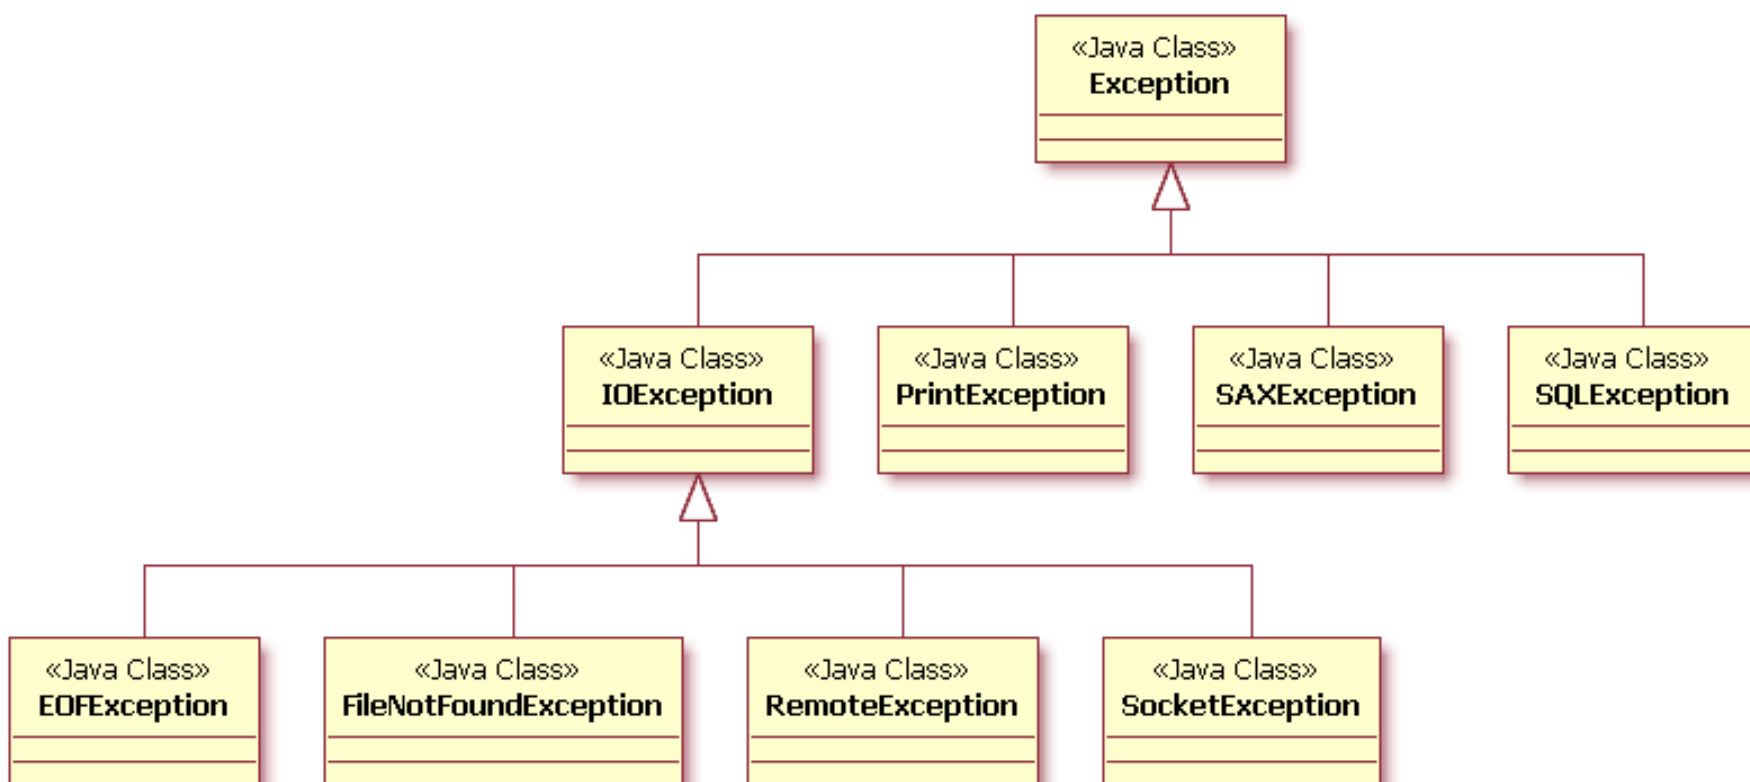 «Java Class»
Exception
«Java Class»
IOException
«Java Class»
PrintException
«Java Class»
SAXException
«Java Class»
SQLException
«Java Class»
EOFException
«Java Class»
FileNotFoundException
«Java Class»
RemoteException
«Java Class»
SocketException